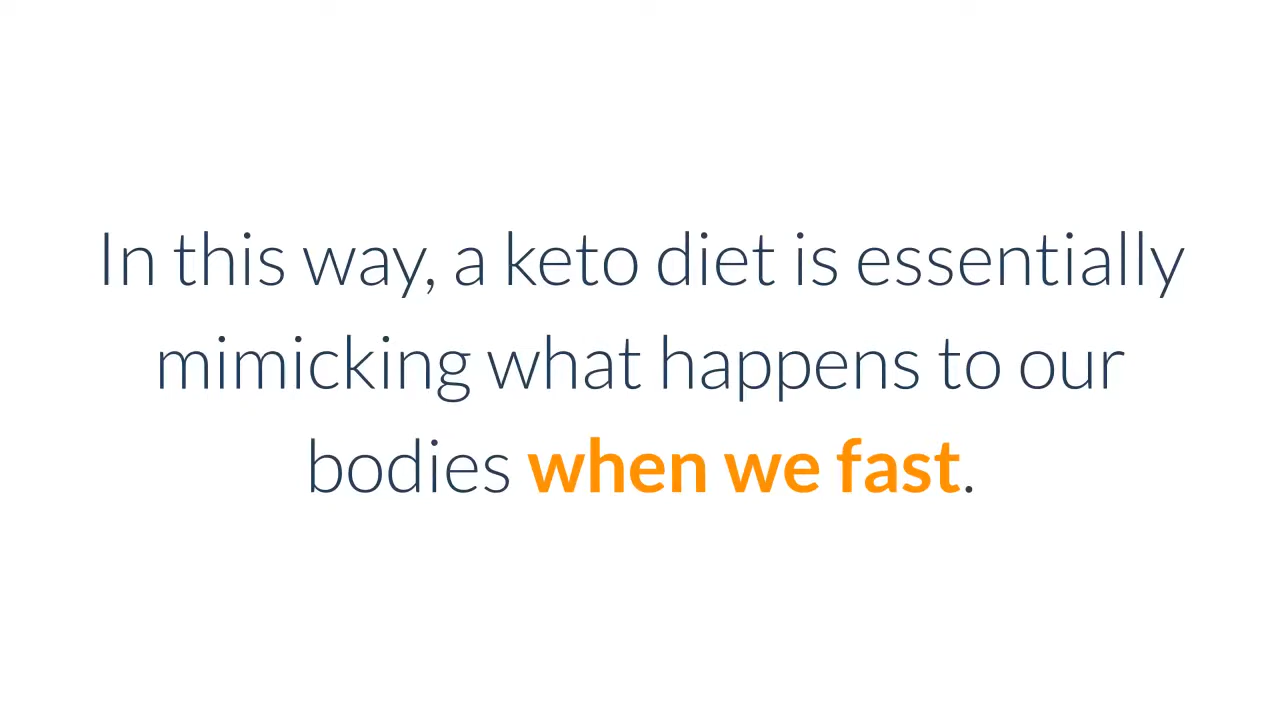 In this way, a keto diet is essentially
mimicking what happens to our
bodies when we fast.